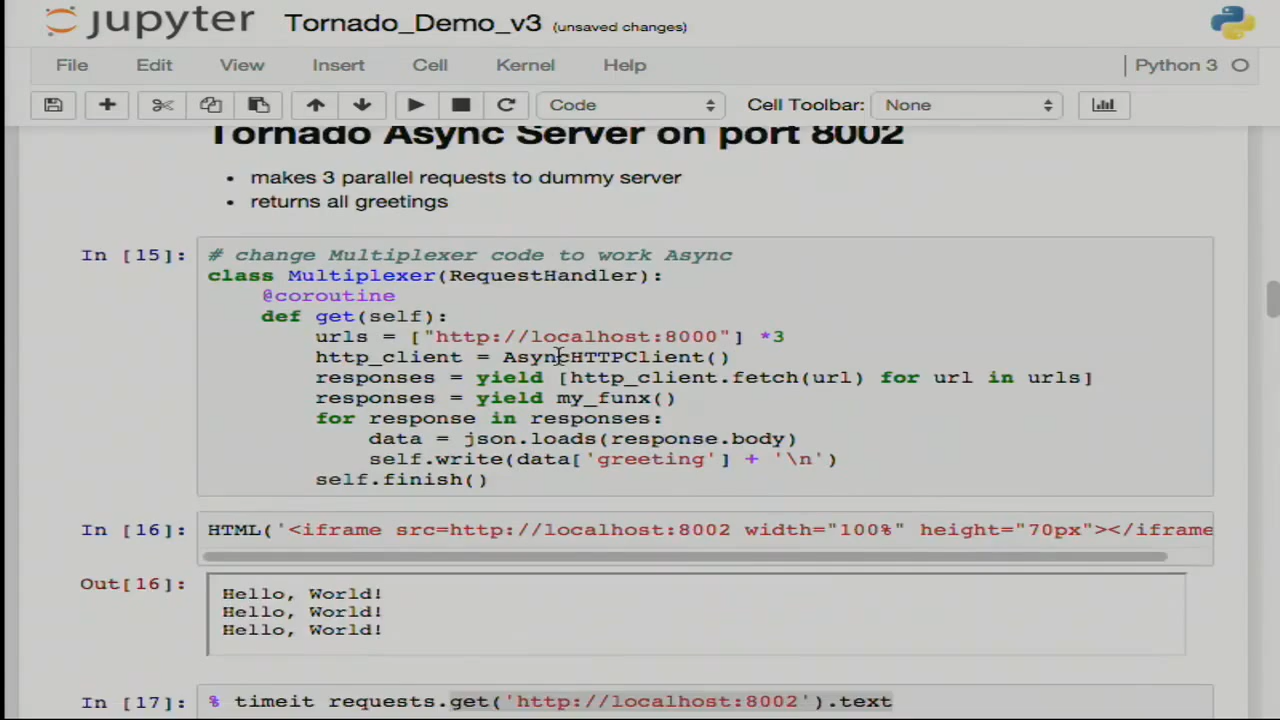 jupyter Tornado_Demo_v3 (unsaved changes)
File Edit View Insert Cell Kernel Help Python 3
Code Cell Toolbar: None
Tornado Async Server on port 8002
• makes 3 parallel requests to dummy server
• returns all greetings
In [15]: # change Multiplexer code to work Async
class Multiplexer(RequestHandler):
@coroutine
def get(self):
urls = ["http://localhost:8000"] *3
http_client = AsyncHTTPClient()
responses = yield [http_client.fetch(url) for url in urls]
responses = yield my_funx()
for response in responses:
data = json.loads(response.body)
self.write(data['greeting'] + '\n')
self.finish()
In [16]: HTML('<iframe src=http://localhost:8002 width="100%" height="70px"></iframe
Out[16]: Hello, World!
Hello, World!
Hello, World!
In [17]: % timeit requests.get('http://localhost:8002').text